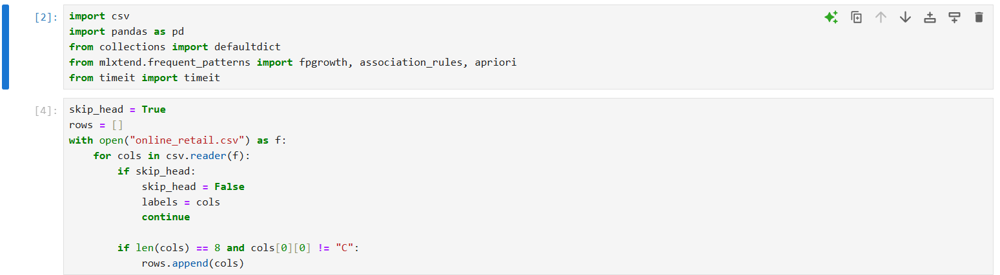 [2]:
import csv
import pandas as pd
from collections import defaultdict
from mlxtend.frequent_patterns import fpgrowth, association_rules, apriori
from timeit import timeit
[4]:
skip_head = True
rows = []
with open("online_retail.csv") as f:
    for cols in csv.reader(f):
        if skip_head:
            skip_head = False
            labels = cols
            continue

        if len(cols) == 8 and cols[0][0] != "C":
            rows.append(cols)